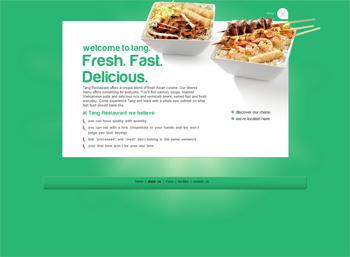 welcome to tang.
Fresh. Fast.
Delicious.
Tang Restaurant offers a unique blend of fresh Asian cuisine. Our diverse
menu offers something for everyone. You'll find savoury soups, toasted
Vietnamese subs and delicious rice and vermicelli bowls, served fast and fresh
everyday. Come experience Tang and leave with a whole new outlook on what
fast food should taste like.
at Tang Restaurant we believe:
you can have quality with quantity
you can eat with a fork, chopsticks or your hands and we won't
judge you (just saying)
that "processed" and "meat" don't belong in the same sentence
your first time won't be your last time
discover our menu
we're located here
home | about us | menu | location | contact us